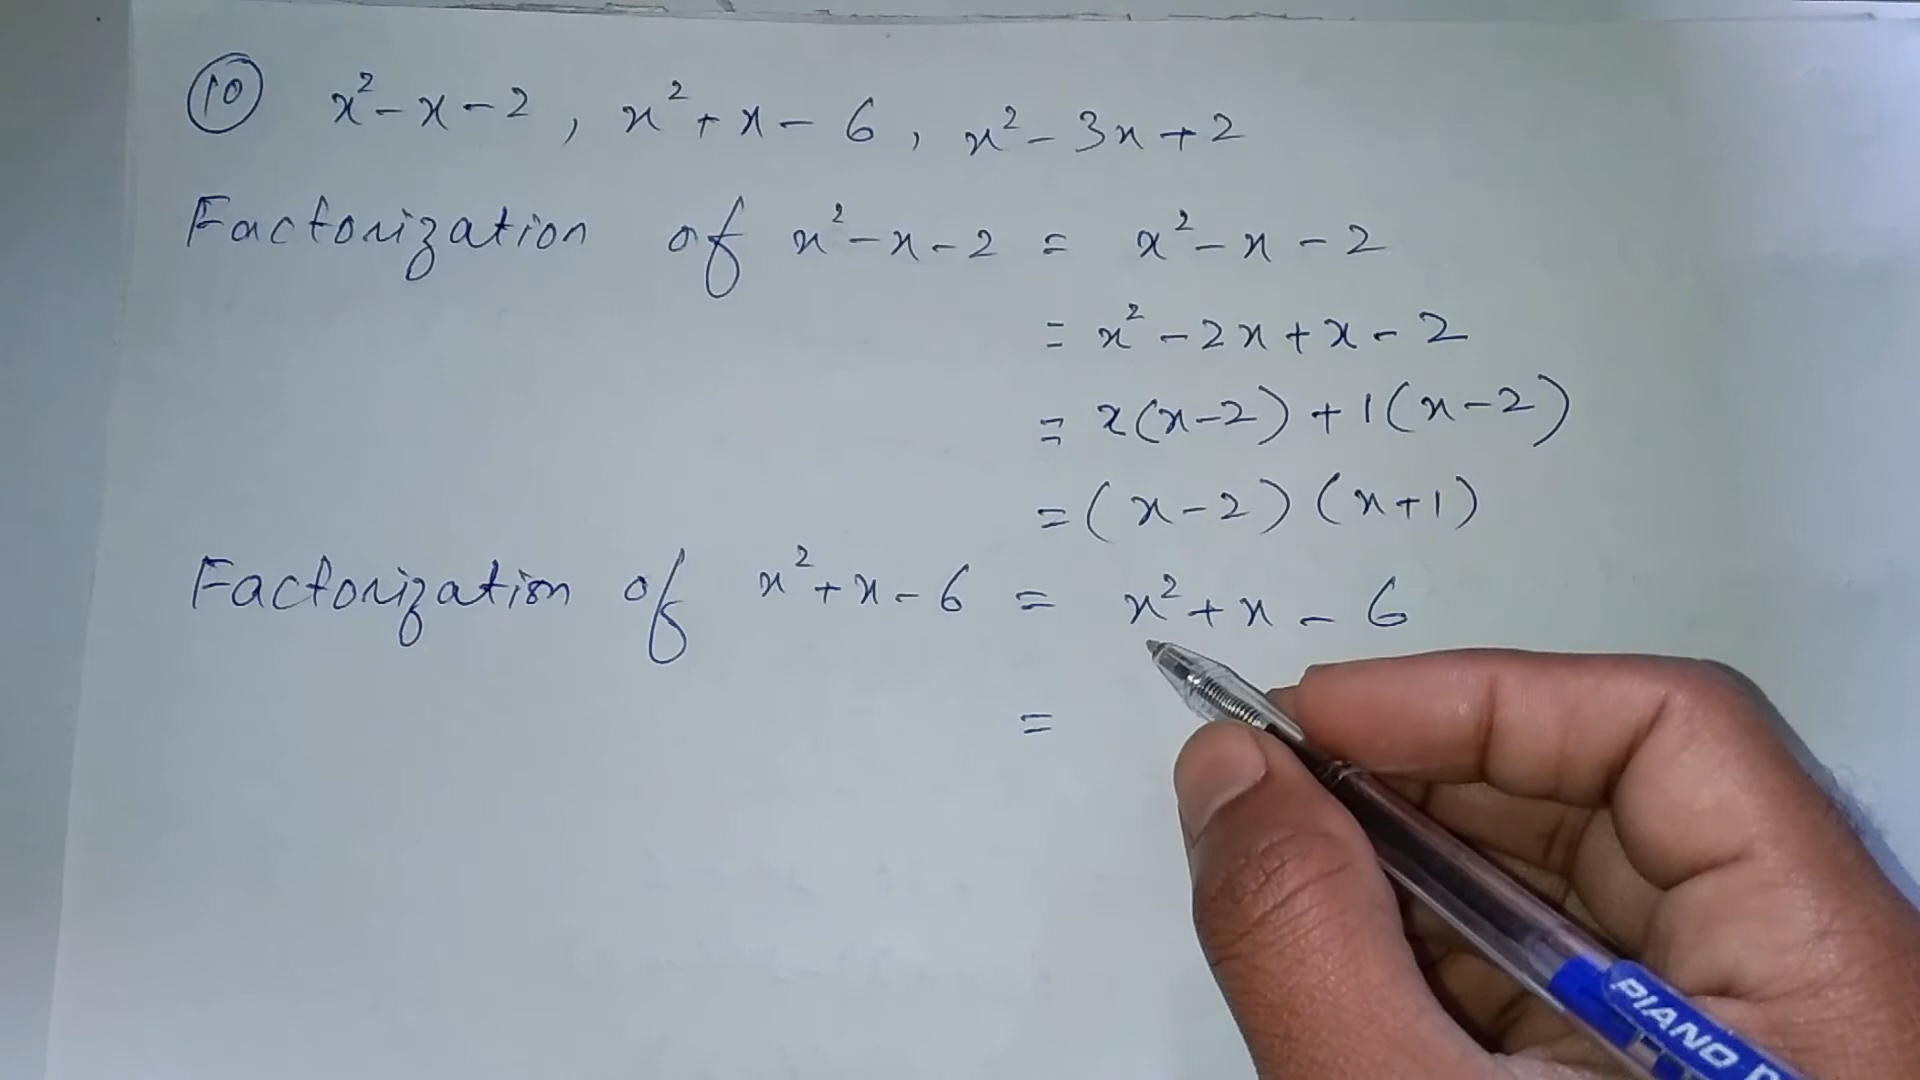 10 x² - x - 2, x² + x - 6, x² - 3x + 2
Factorization of x² - x - 2 = x² - x - 2
= x² - 2x + x - 2
= x(x-2) + 1(x-2)
= (x-2) (x+1)
Factorization of x² + x - 6 = x² + x - 6
=
PIANO